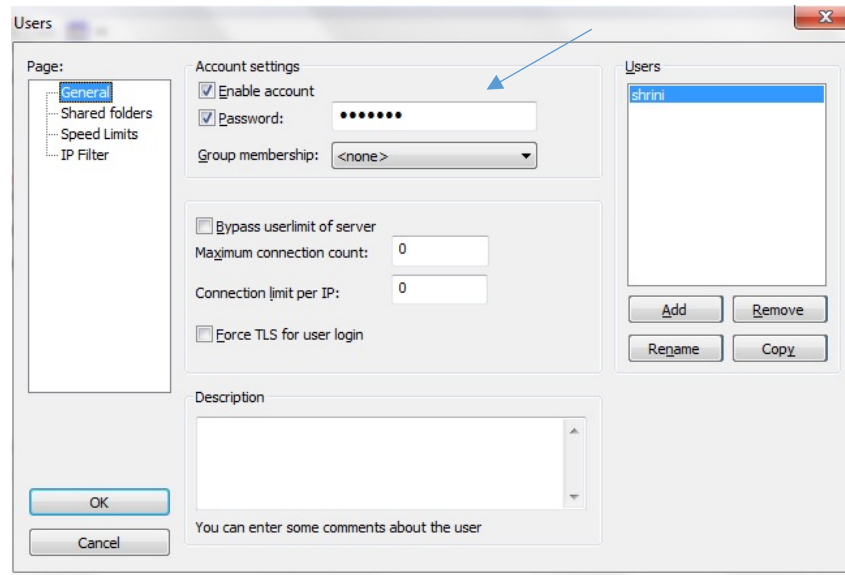 Users
Page:
General
Shared folders
Speed Limits
IP Filter
OK
Cancel
Account settings
Enable account
Password: •••••••
Group membership: <none>
Bypass userlimit of server
Maximum connection count: 0
Connection limit per IP: 0
Force TLS for user login
Description
You can enter some comments about the user
Users
shrini
Add Remove
Rename Copy